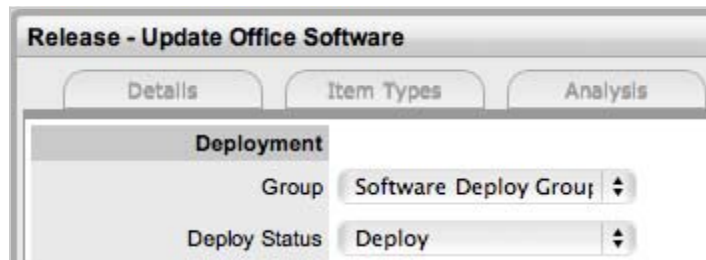 Release - Update Office Software
Details Item Types Analysis
Deployment
Group Software Deploy Group
Deploy Status Deploy